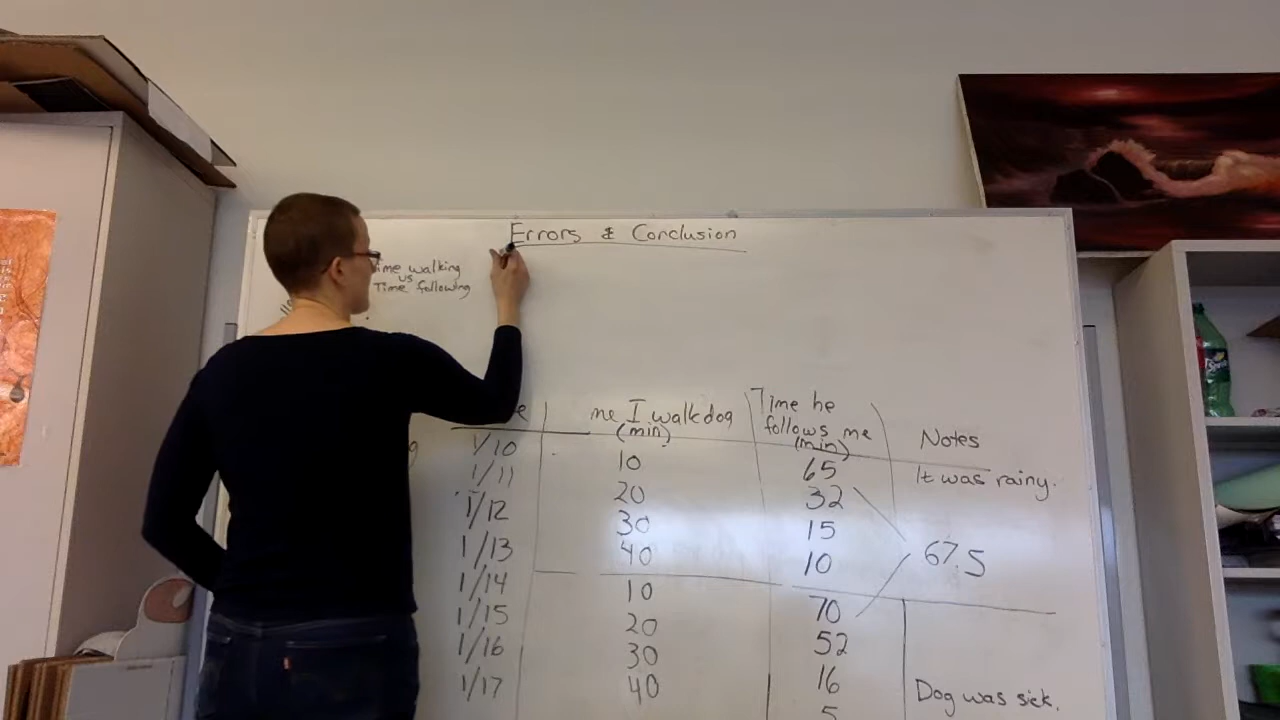 Errors & Conclusion
Time walking
vs
Time following
me I walk dog
(min)
Time he
follows me
(min)
Notes
1/10 10 65 It was rainy.
1/11 20 32
1/12 30 15
1/13 40 10 67.5
1/14 10 70
1/15 20 52
1/16 30 16
1/17 40 5 Dog was sick.